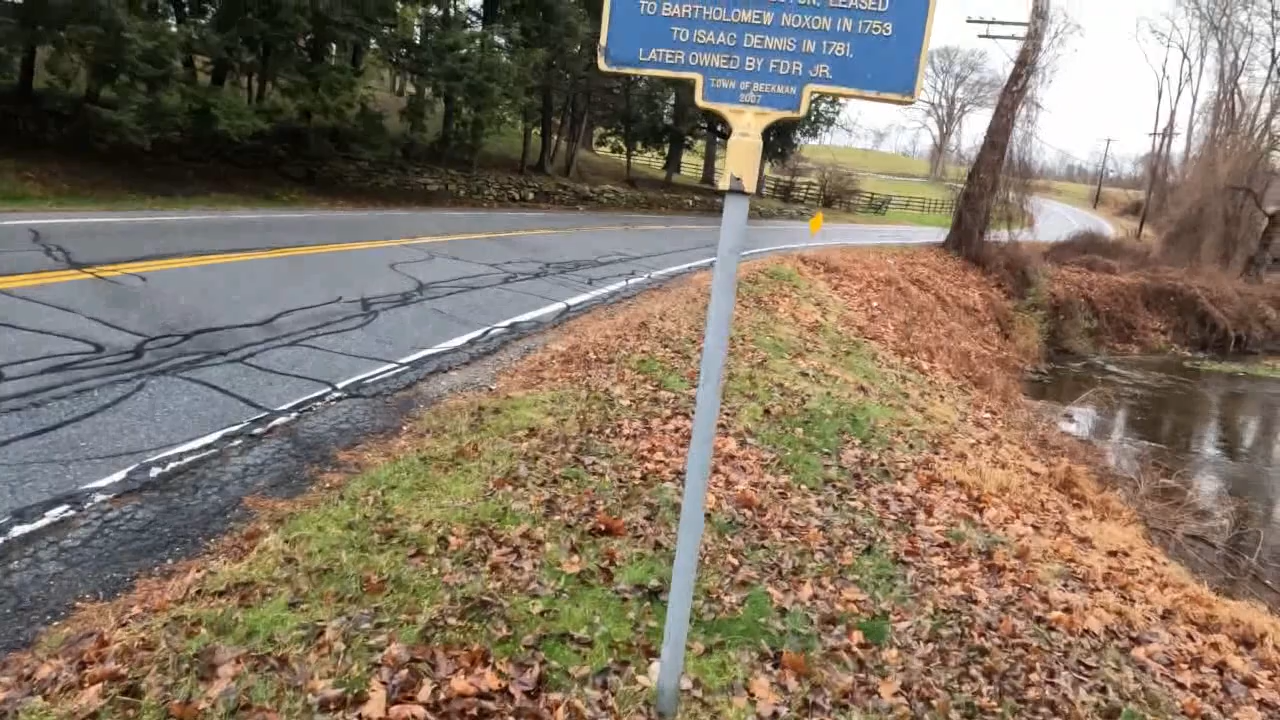 LEASED
TO BARTHOLOMEW NOXON IN 1753
TO ISAAC DENNIS IN 1781.
LATER OWNED BY FDR JR.
TOWN OF BEEKMAN
2007